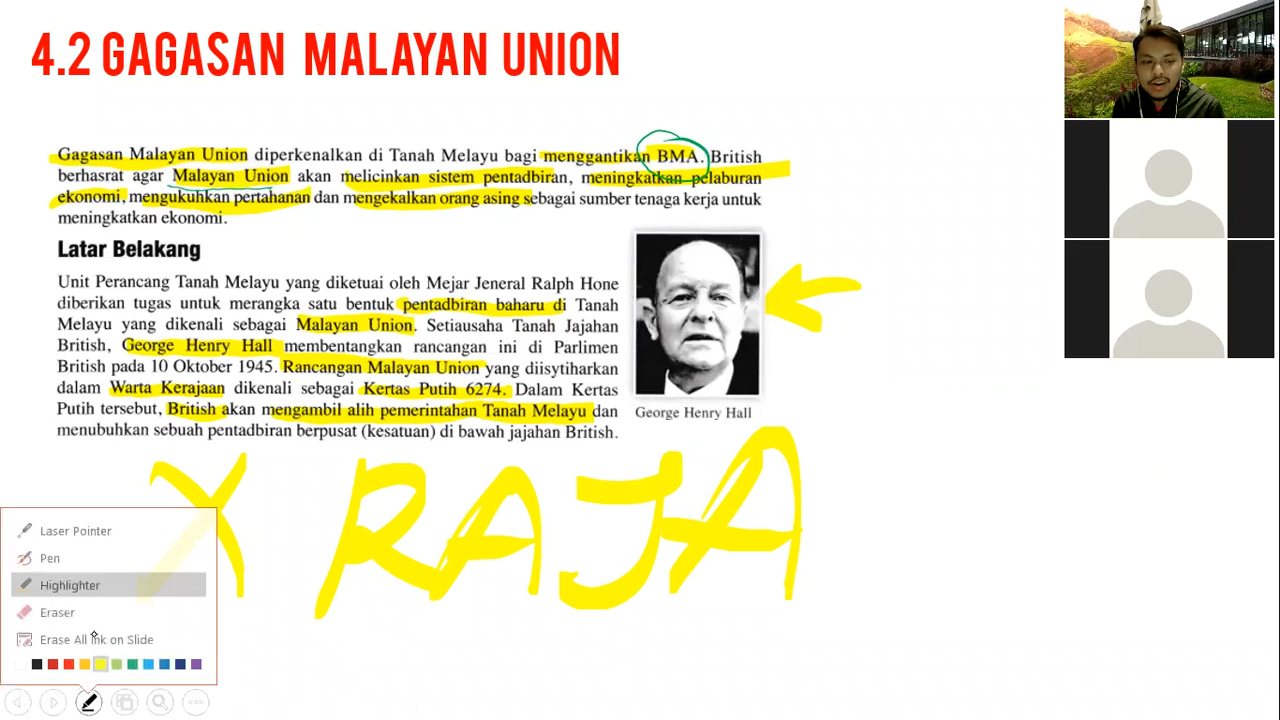 4.2 GAGASAN MALAYAN UNION
Gagasan Malayan Union diperkenalkan di Tanah Melayu bagi menggantikan BMA. British
berhasrat agar Malayan Union akan melicinkan sistem pentadbiran, meningkatkan pelaburan
ekonomi, mengukuhkan pertahanan dan mengekalkan orang asing sebagai sumber tenaga kerja untuk
meningkatkan ekonomi.
Latar Belakang
Unit Perancang Tanah Melayu yang diketuai oleh Mejar Jeneral Ralph Hone
diberikan tugas untuk merangka satu bentuk pentadbiran baharu di Tanah
Melayu yang dikenali sebagai Malayan Union. Setiausaha Tanah Jajahan
British, George Henry Hall membentangkan rancangan ini di Parlimen
British pada 10 Oktober 1945. Rancangan Malayan Union yang diisytiharkan
dalam Warta Kerajaan dikenali sebagai Kertas Putih 6274. Dalam Kertas
Putih tersebut, British akan mengambil alih pemerintahan Tanah Melayu dan
menubuhkan sebuah pentadbiran berpusat (kesatuan) di bawah jajahan British.
George Henry Hall
X RAJA
Laser Pointer
Pen
Highlighter
Eraser
Erase All Ink on Slide